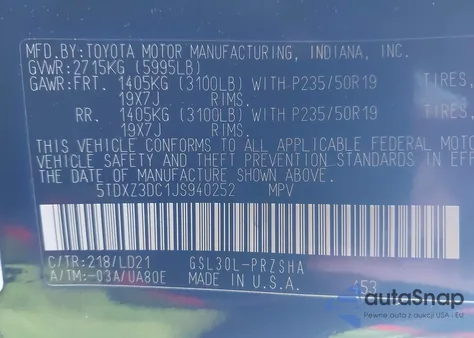 MFD.BY:TOYOTA MOTOR MANUFACTURING, INDIANA, INC.
GVWR:2715KG (5995LB)
GAWR:FRT. 1405KG (3100LB) WITH P235/50R19 TIRES,
19X7J RIMS.
RR. 1405KG (3100LB) WITH P235/50R19 TIRES,
19X7J RIMS.
THIS VEHICLE CONFORMS TO ALL APPLICABLE FEDERAL MOTO
VEHICLE SAFETY AND THEFT PREVENTION STANDARDS IN EFF
THE DATE OF MANUFACTURE SHOWN ABOVE.
5TDXZ3DC1JS940252 MPV
C/TR:218/LD21 GSL30L-PRZSHA
A/TM:-03A/UA80E MADE IN U.S.A. 453
autoSnap
Pewne auta z aukcji USA - EU